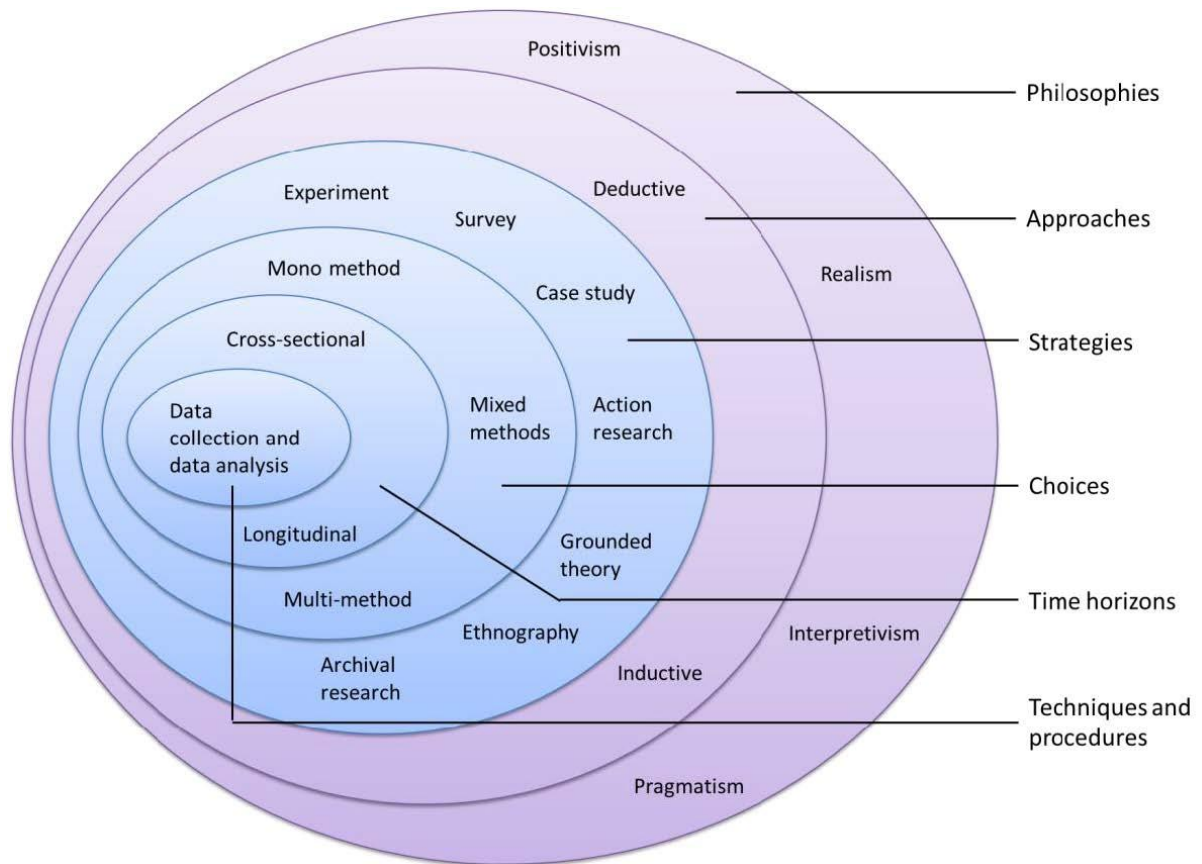 Positivism
Philosophies
Experiment
Deductive
Survey
Approaches
Mono method
Realism
Case study
Cross-sectional
Strategies
Data
collection and
data analysis
Mixed
methods
Action
research
Choices
Longitudinal
Grounded
theory
Multi-method
Time horizons
Ethnography
Interpretivism
Archival
research
Inductive
Techniques and
procedures
Pragmatism